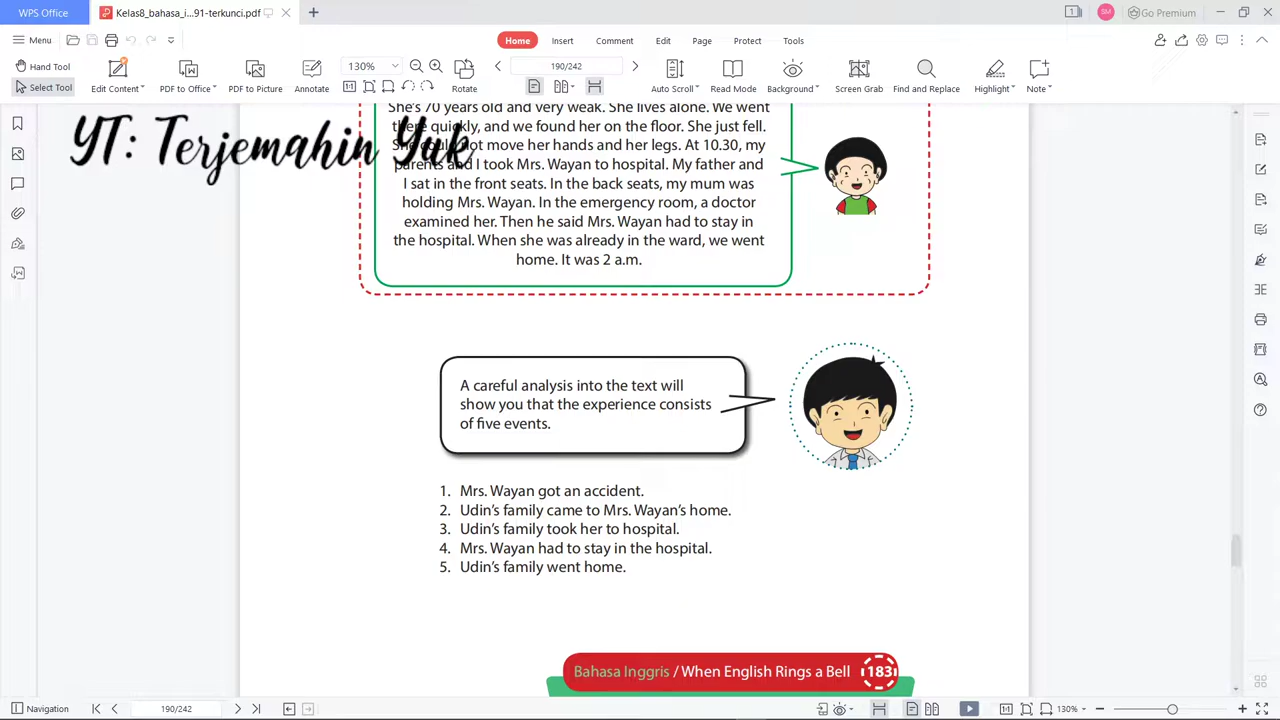 WPS Office
Kelas8_bahasa_i...91-terkunci.pdf
SM
Go Premium
Menu
Home
Insert
Comment
Edit
Page
Protect
Tools
Hand Tool
Select Tool
Edit Content
PDF to Office
PDF to Picture
Annotate
130%
Rotate
190/242
Auto Scroll
Read Mode
Background
Screen Grab
Find and Replace
Highlight
Note
YT: Terjemahin Yuk
She's 70 years old and very weak. She lives alone. We went
there quickly, and we found her on the floor. She just fell.
She could not move her hands and her legs. At 10.30, my
parents and I took Mrs. Wayan to hospital. My father and
I sat in the front seats. In the back seats, my mum was
holding Mrs. Wayan. In the emergency room, a doctor
examined her. Then he said Mrs. Wayan had to stay in
the hospital. When she was already in the ward, we went
home. It was 2 a.m.
A careful analysis into the text will
show you that the experience consists
of five events.
1. Mrs. Wayan got an accident.
2. Udin's family came to Mrs. Wayan's home.
3. Udin's family took her to hospital.
4. Mrs. Wayan had to stay in the hospital.
5. Udin's family went home.
Bahasa Inggris / When English Rings a Bell 183
Navigation
190/242
130%